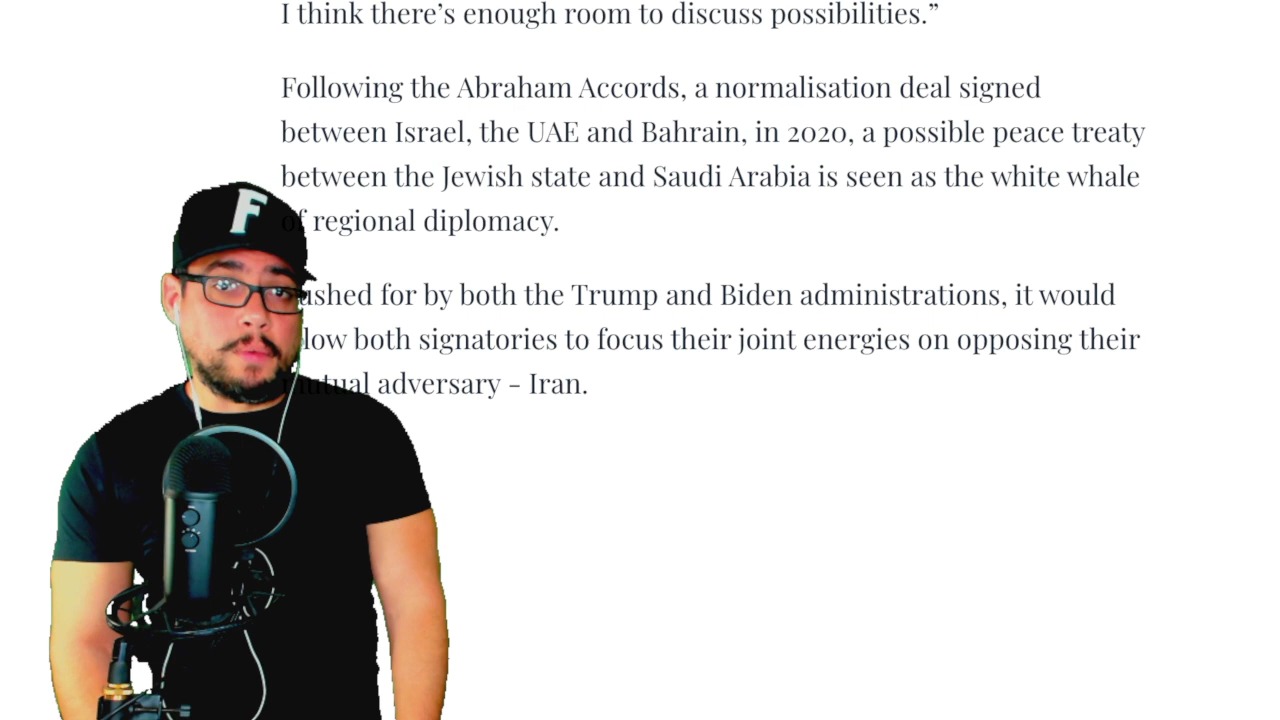 I think there’s enough room to discuss possibilities.”
Following the Abraham Accords, a normalisation deal signed
between Israel, the UAE and Bahrain, in 2020, a possible peace treaty
between the Jewish state and Saudi Arabia is seen as the white whale
of regional diplomacy.
for by both the Trump and Biden administrations, it would
both signatories to focus their joint energies on opposing their
mutual adversary - Iran.
F